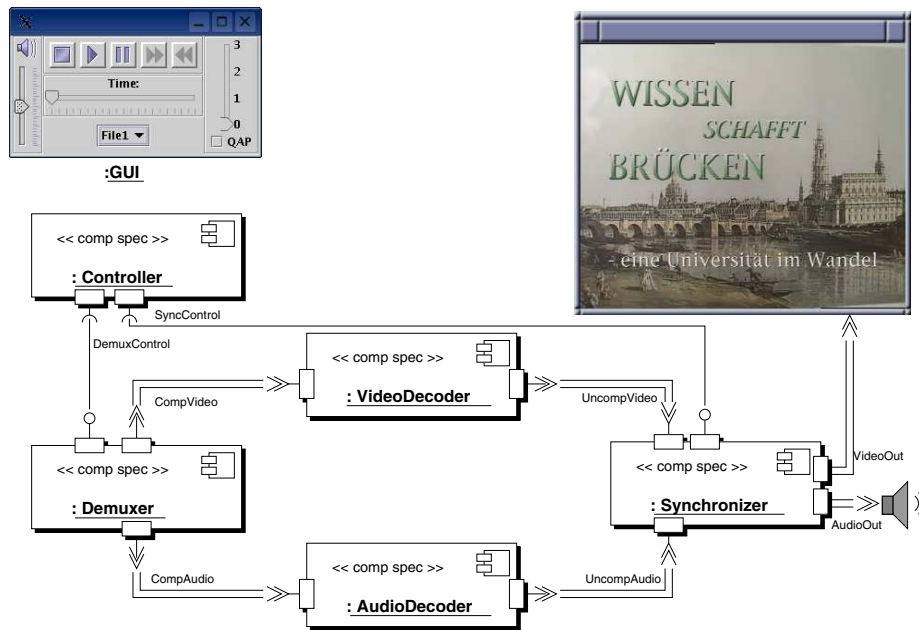 3
2
Time:
1
0
File1
QAP
:GUI
WISSEN
SCHAFFT
BRÜCKEN
- eine Universität im Wandel
<< comp spec >>
: Controller
SyncControl
DemuxControl
<< comp spec >>
: VideoDecoder
CompVideo
UncompVideo
<< comp spec >>
: Demuxer
<< comp spec >>
: Synchronizer
VideoOut
AudioOut
CompAudio
<< comp spec >>
: AudioDecoder
UncompAudio